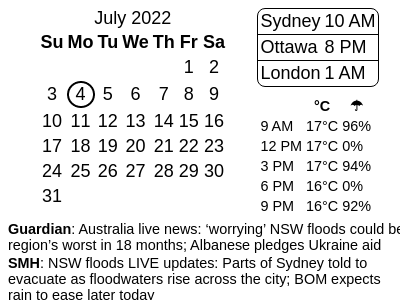 July 2022
Su Mo Tu We Th Fr Sa
1 2
3 4 5 6 7 8 9
10 11 12 13 14 15 16
17 18 19 20 21 22 23
24 25 26 27 28 29 30
31
Sydney 10 AM
Ottawa 8 PM
London 1 AM
°C ☂
9 AM 17°C 96%
12 PM 17°C 0%
3 PM 17°C 94%
6 PM 16°C 0%
9 PM 16°C 92%
Guardian: Australia live news: ‘worrying’ NSW floods could be
region’s worst in 18 months; Albanese pledges Ukraine aid
SMH: NSW floods LIVE updates: Parts of Sydney told to
evacuate as floodwaters rise across the city; BOM expects
rain to ease later today